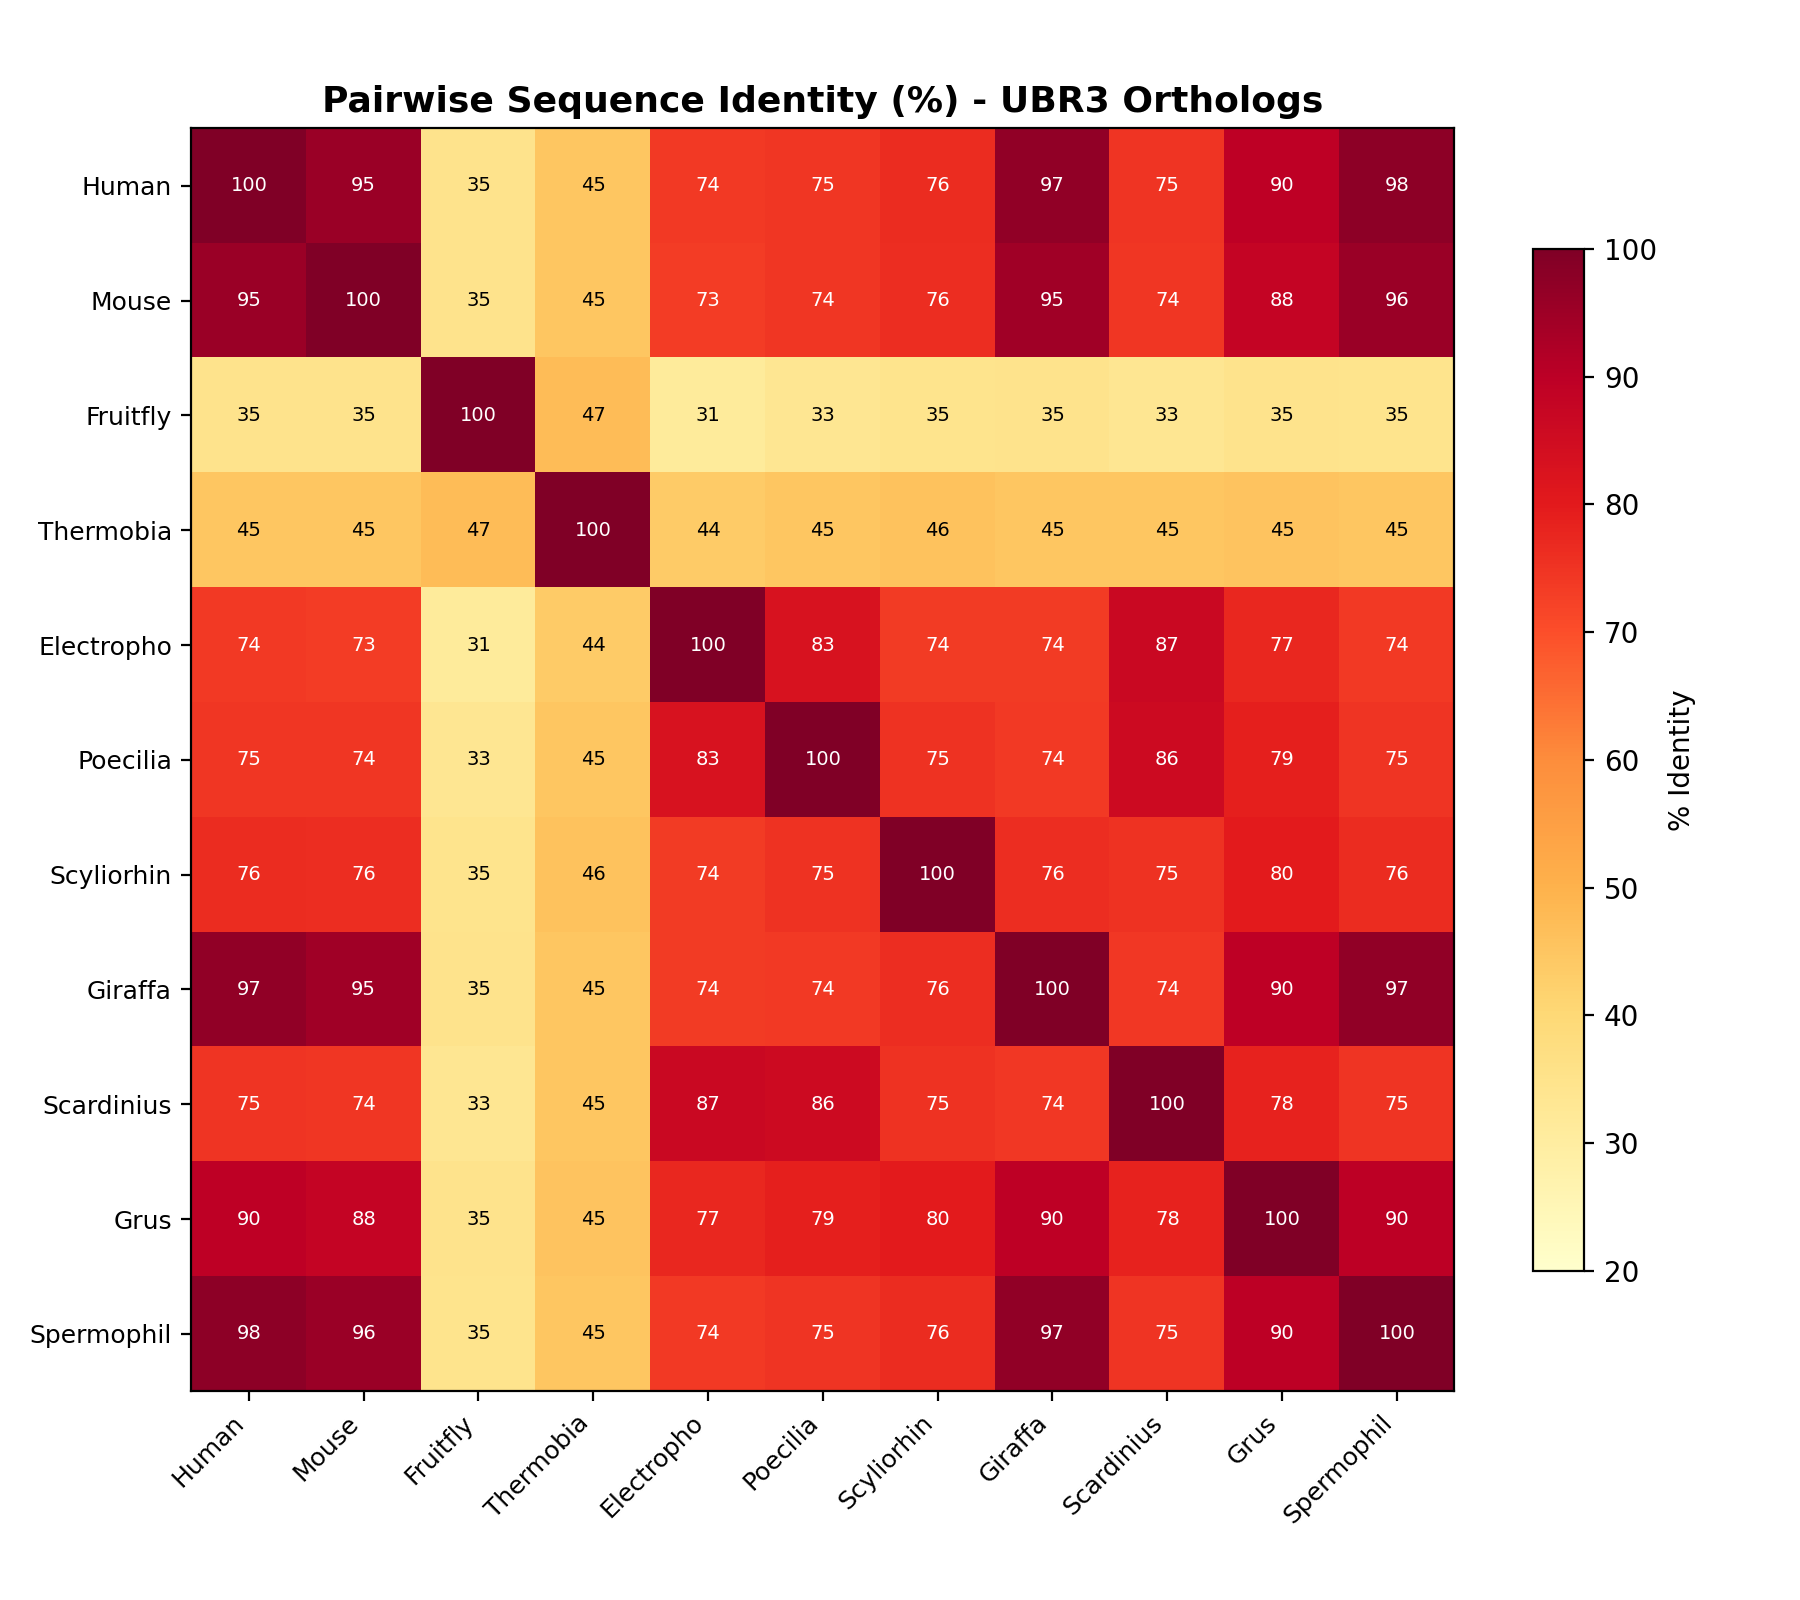 Pairwise Sequence Identity (%) - UBR3 Orthologs
Human 100 95 35 45 74 75 76 97 75 90 98
Mouse 95 100 35 45 73 74 76 95 74 88 96
Fruitfly 35 35 100 47 31 33 35 35 33 35 35
Thermobia 45 45 47 100 44 45 46 45 45 45 45
Electropho 74 73 31 44 100 83 74 74 87 77 74
Poecilia 75 74 33 45 83 100 75 74 86 79 75
Scyliorhin 76 76 35 46 74 75 100 76 75 80 76
Giraffa 97 95 35 45 74 74 76 100 74 90 97
Scardinius 75 74 33 45 87 86 75 74 100 78 75
Grus 90 88 35 45 77 79 80 90 78 100 90
Spermophil 98 96 35 45 74 75 76 97 75 90 100
Human Mouse Fruitfly Thermobia Electropho Poecilia Scyliorhin Giraffa Scardinius Grus Spermophil
100
90
80
70
60
50
40
30
20
% Identity